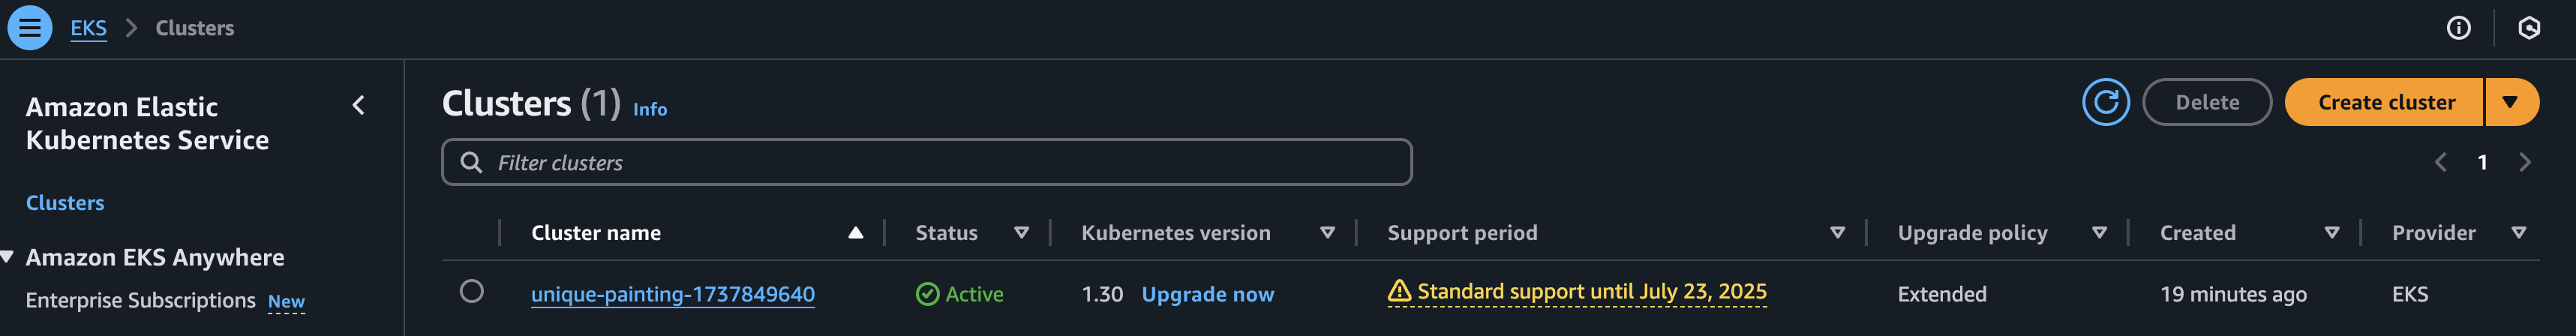 EKS > Clusters
Amazon Elastic
Kubernetes Service
Clusters
Amazon EKS Anywhere
Enterprise Subscriptions New
Clusters (1) Info
Delete
Create cluster
Filter clusters
1
Cluster name Status Kubernetes version Support period Upgrade policy Created Provider
unique-painting-1737849640 Active 1.30 Upgrade now Standard support until July 23, 2025 Extended 19 minutes ago EKS